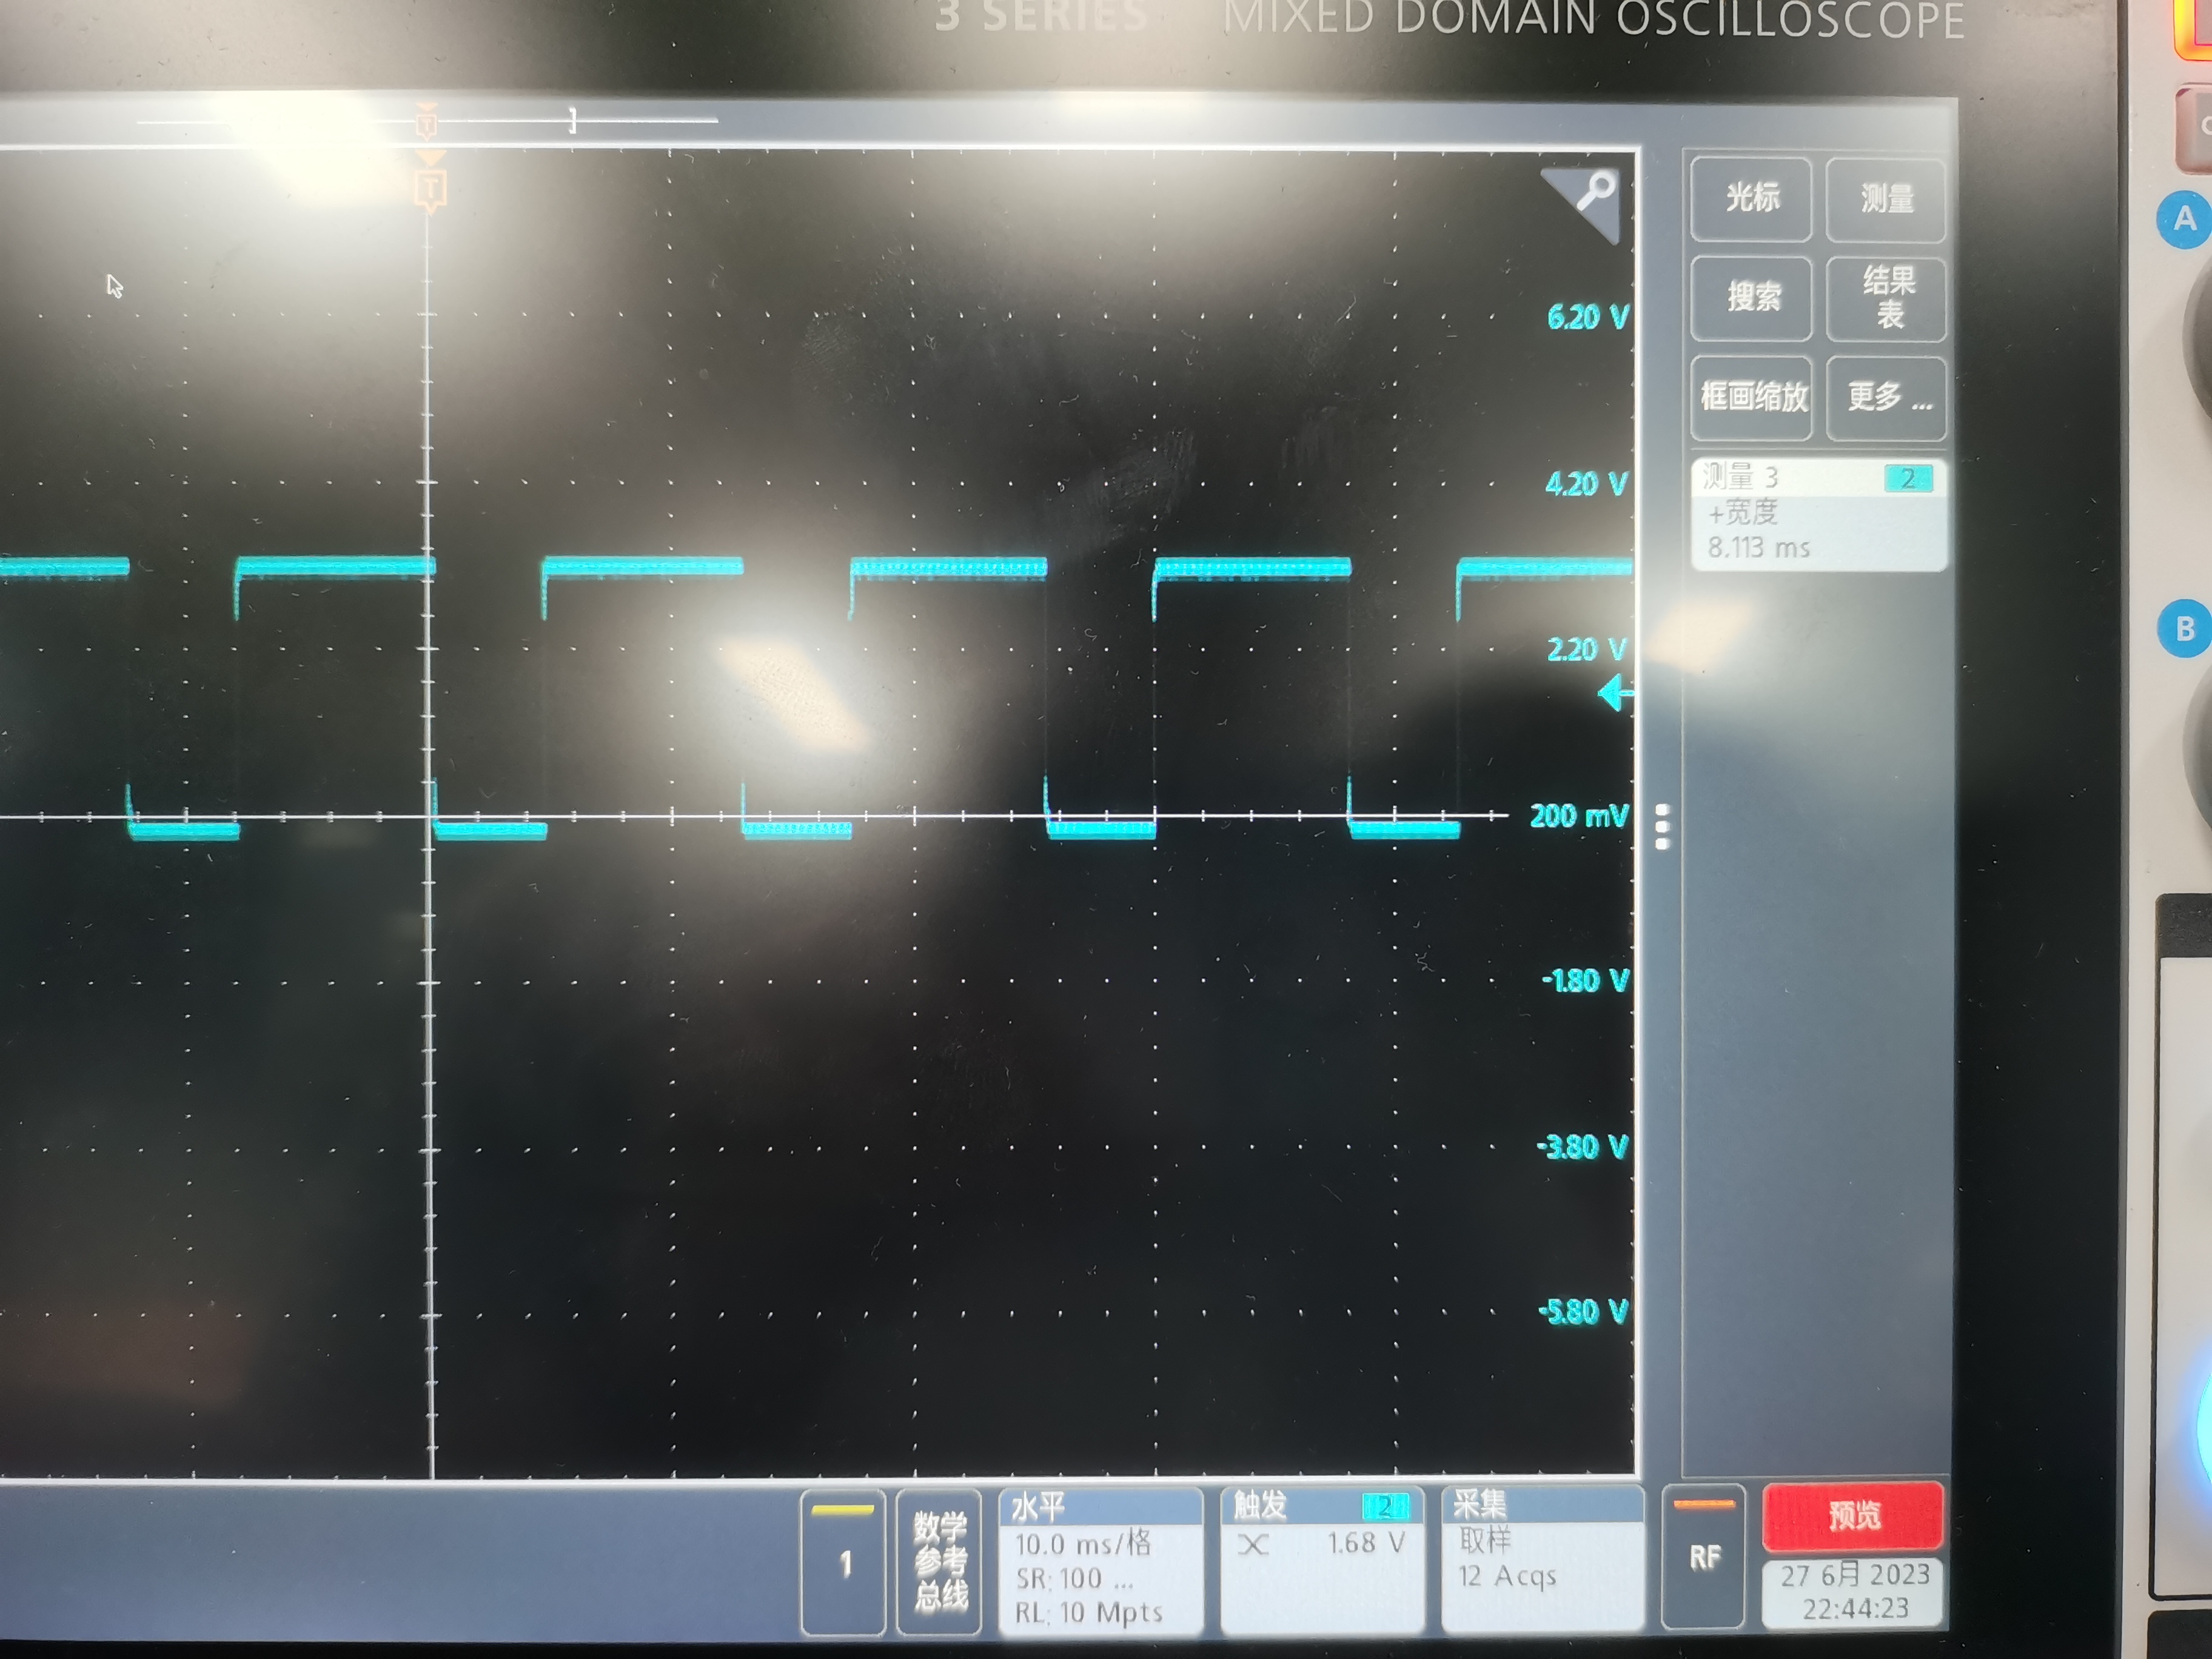 3 SERIES MIXED DOMAIN OSCILLOSCOPE
T
T
光标
测量
搜索
结果
表
框画缩放
更多 ...
测量 3
2
+宽度
8.113 ms
6.20 V
4.20 V
2.20 V
200 mV
-1.80 V
-3.80 V
-5.80 V
A
B
1
数学
参考
总线
水平
10.0 ms/格
SR: 100 ...
RL: 10 Mpts
触发
2
1.68 V
采集
取样
12 Acqs
RF
预览
27 6月 2023
22:44:23